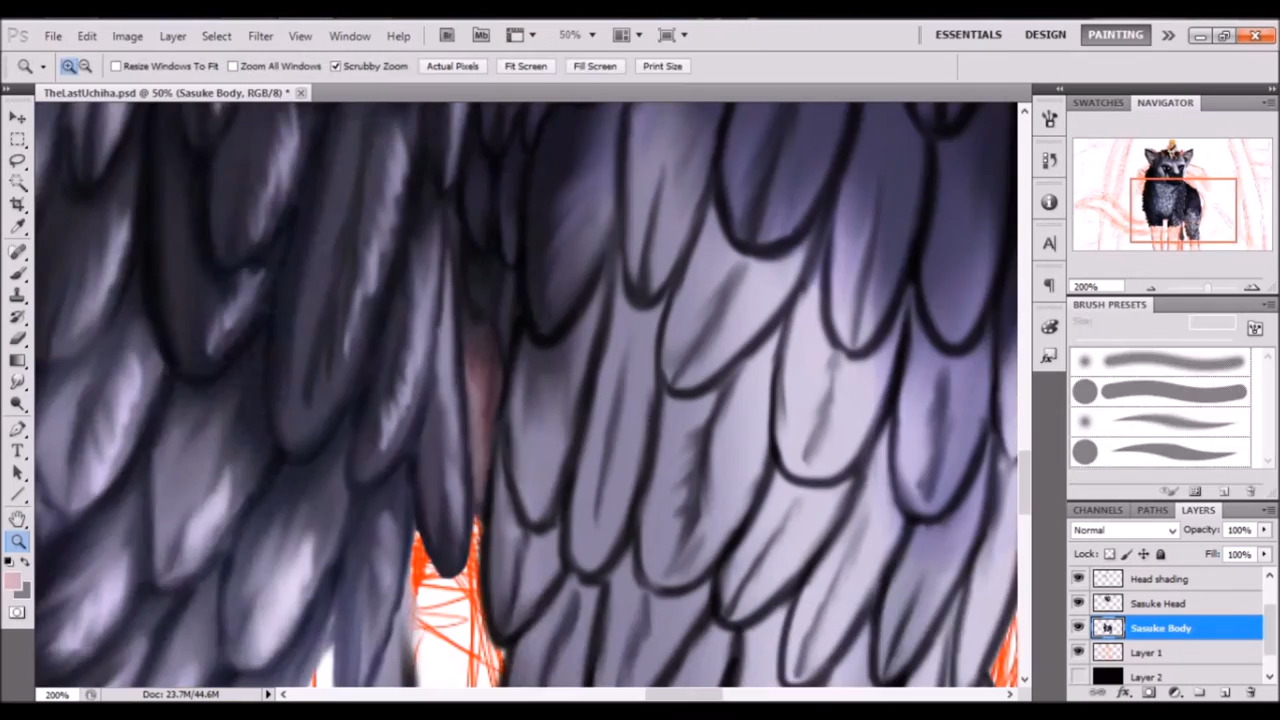 Ps File Edit Image Layer Select Filter View Window Help Br Mb 50% ESSENTIALS DESIGN PAINTING
Resize Windows To Fit Zoom All Windows Scrubby Zoom Actual Pixels Fit Screen Fill Screen Print Size
TheLastUchiha.psd @ 50% (Sasuke Body, RGB/8) *
SWATCHES NAVIGATOR
200%
BRUSH PRESETS
Size:
CHANNELS PATHS LAYERS
Normal Opacity: 100%
Lock: Fill: 100%
Head shading
Sasuke Head
Sasuke Body
Layer 1
Layer 2
200% Doc: 23.7M/44.6M